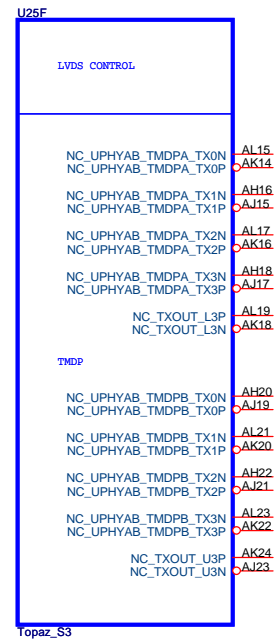 U25F
LVDS CONTROL
NC_UPHYAB_TMDPA_TX0N AL15
NC_UPHYAB_TMDPA_TX0P AK14
NC_UPHYAB_TMDPA_TX1N AH16
NC_UPHYAB_TMDPA_TX1P AJ15
NC_UPHYAB_TMDPA_TX2N AL17
NC_UPHYAB_TMDPA_TX2P AK16
NC_UPHYAB_TMDPA_TX3N AH18
NC_UPHYAB_TMDPA_TX3P AJ17
NC_TXOUT_L3P AL19
NC_TXOUT_L3N AK18
TMDP
NC_UPHYAB_TMDPB_TX0N AH20
NC_UPHYAB_TMDPB_TX0P AJ19
NC_UPHYAB_TMDPB_TX1N AL21
NC_UPHYAB_TMDPB_TX1P AK20
NC_UPHYAB_TMDPB_TX2N AH22
NC_UPHYAB_TMDPB_TX2P AJ21
NC_UPHYAB_TMDPB_TX3N AL23
NC_UPHYAB_TMDPB_TX3P AK22
NC_TXOUT_U3P AK24
NC_TXOUT_U3N AJ23
Topaz_S3